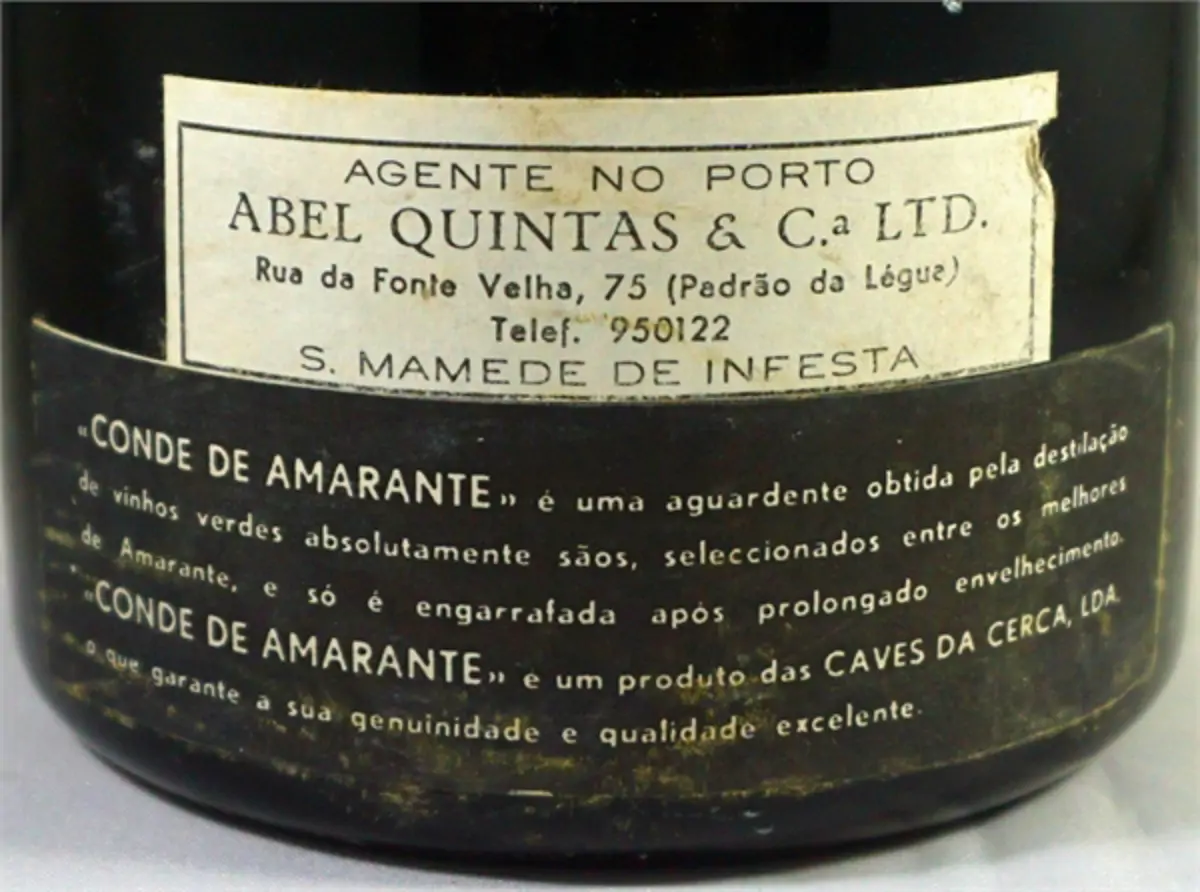 AGENTE NO PORTO
ABEL QUINTAS & C.ª LTD.
Rua da Fonte Velha, 75 (Padrão da Légua)
Telef. 950122
S. MAMEDE DE INFESTA
«CONDE DE AMARANTE» é uma aguardente obtida pela destilação
de vinhos verdes absolutamente sãos, seleccionados entre os melhores
de Amarante, e só é engarrafada após prolongado envelhecimento.
«CONDE DE AMARANTE» é um produto das CAVES DA CERCA, LDA.
o que garante a sua genuinidade e qualidade excelente.